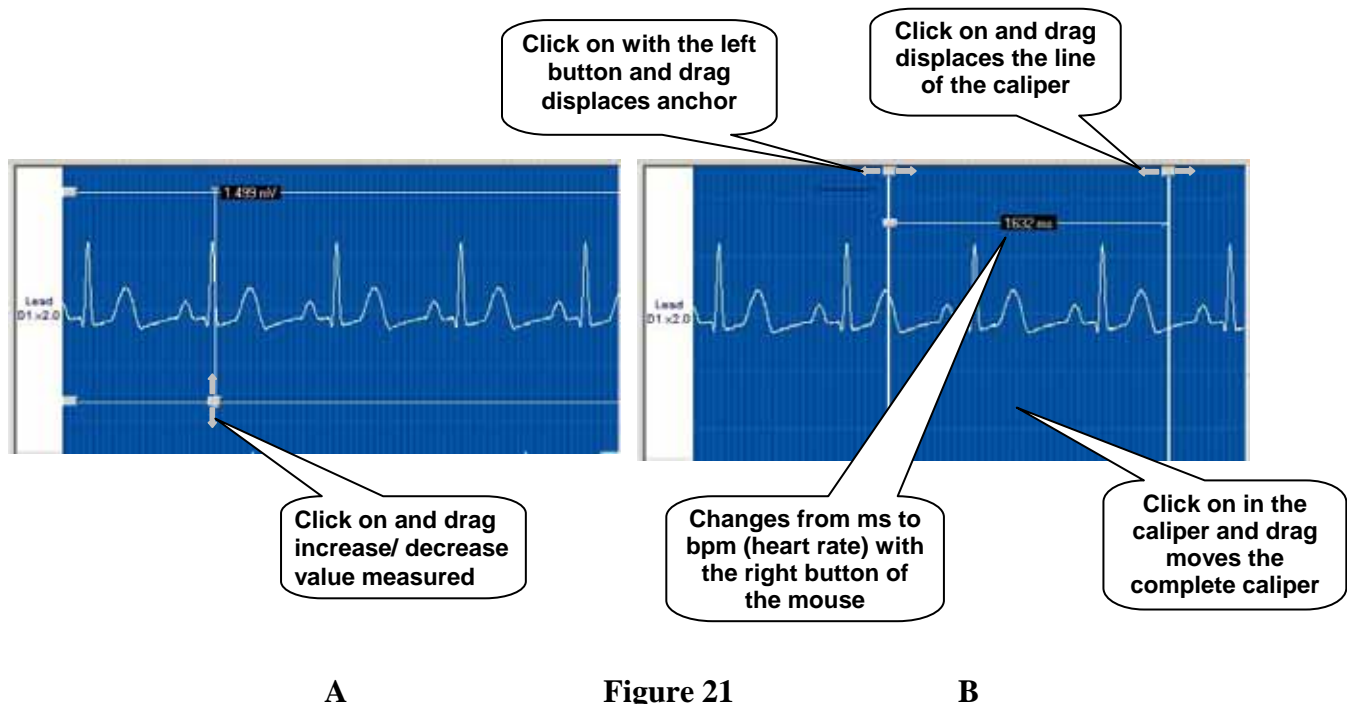 Click on with the left
button and drag
displaces anchor
Click on and drag
displaces the line
of the caliper
1.499 mV
Lead
D1 x2.0
1632 ms
Lead
D1 x2.0
Click on and drag
increase/ decrease
value measured
Changes from ms to
bpm (heart rate) with
the right button of
the mouse
Click on in the
caliper and drag
moves the
complete caliper
A Figure 21 B